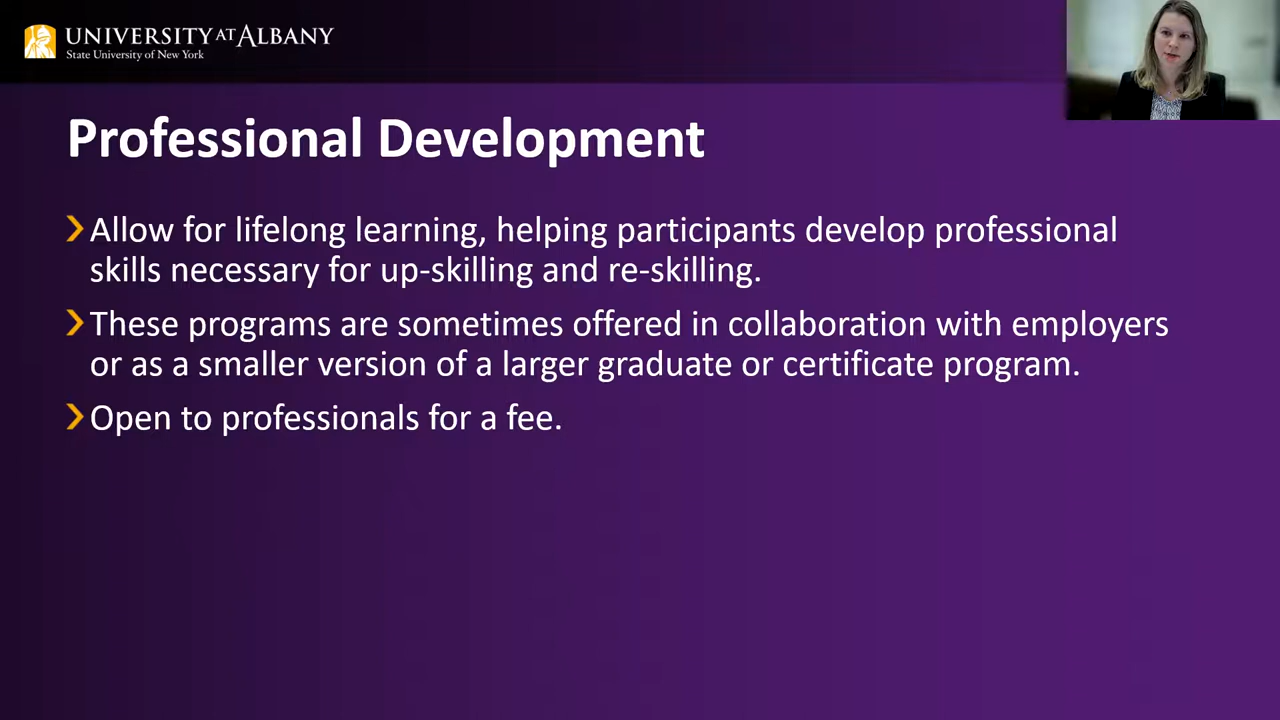 UNIVERSITY AT ALBANY
State University of New York
Professional Development
Allow for lifelong learning, helping participants develop professional
skills necessary for up-skilling and re-skilling.
These programs are sometimes offered in collaboration with employers
or as a smaller version of a larger graduate or certificate program.
Open to professionals for a fee.